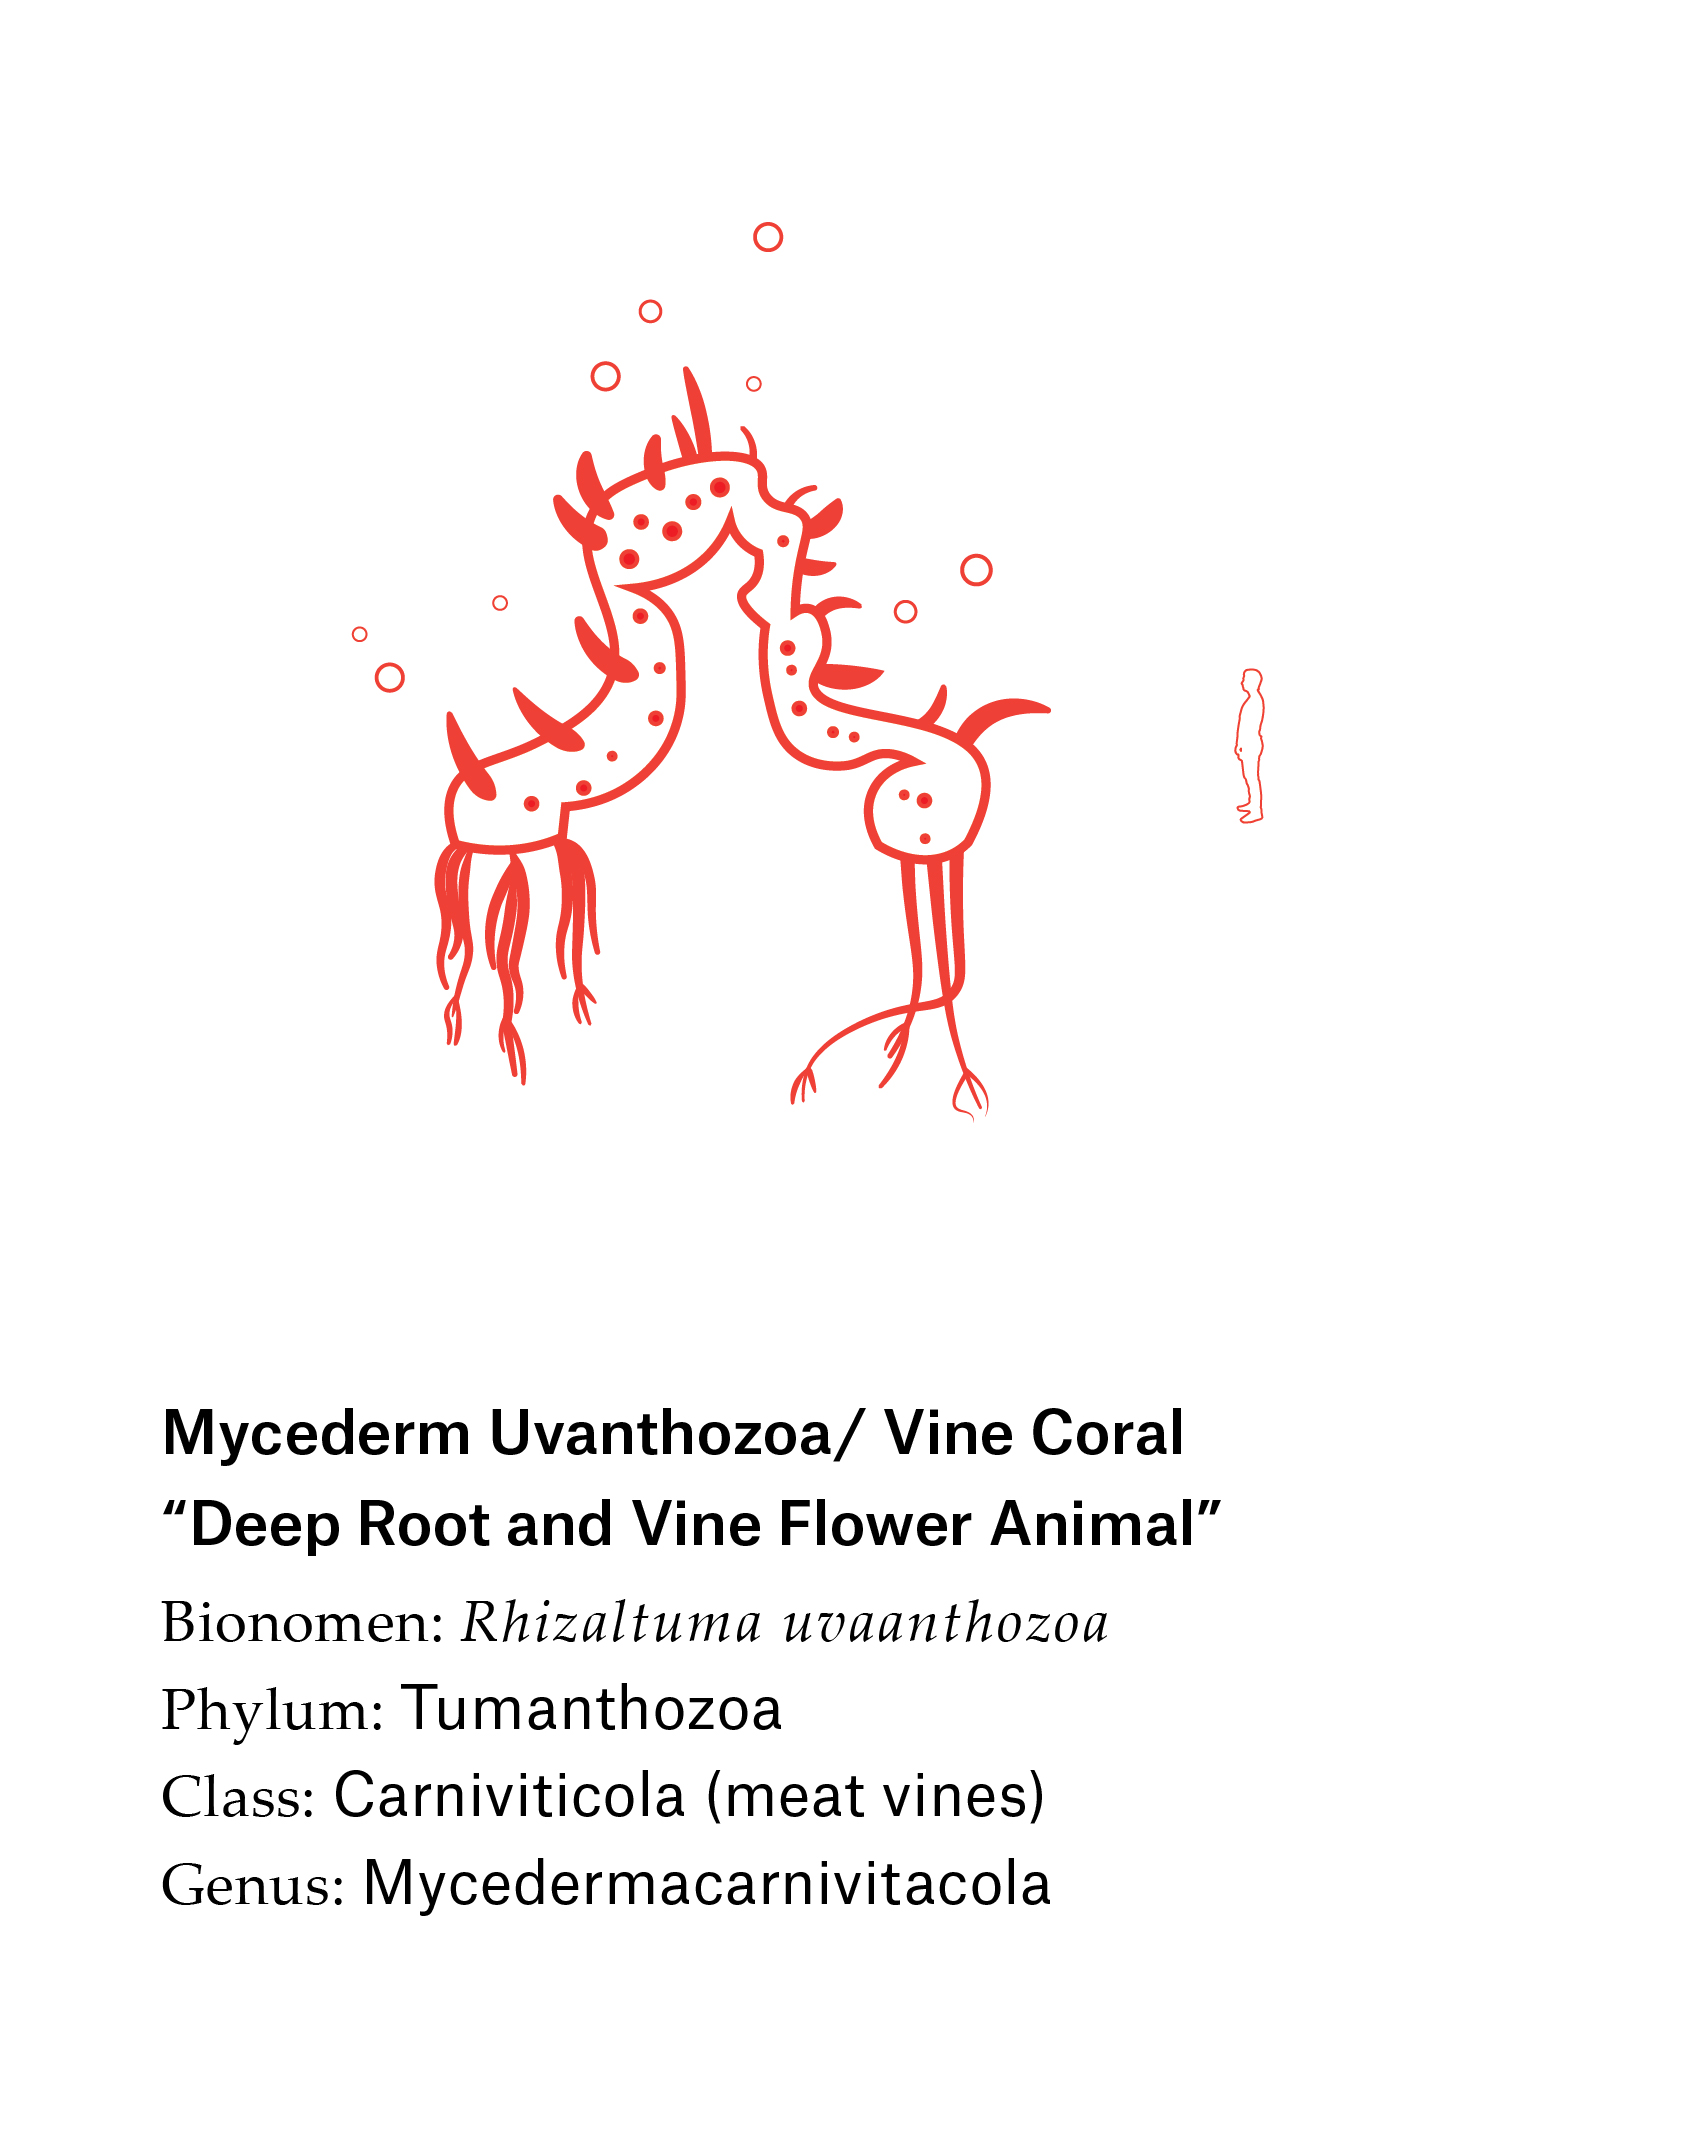 Mycederm Uvanthozoa/ Vine Coral
“Deep Root and Vine Flower Animal”
Bionomen: Rhizaltuma uvaanthozoa
Phylum: Tumanthozoa
Class: Carniviticola (meat vines)
Genus: Mycedermacarnivitacola